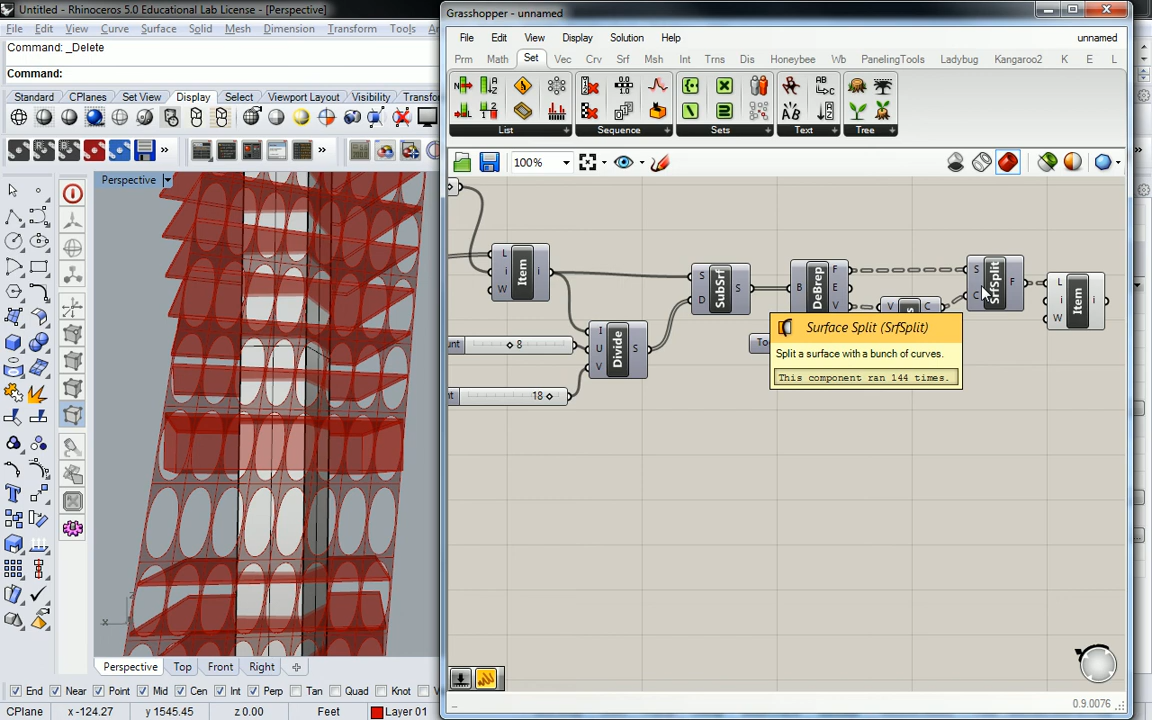 Untitled - Rhinoceros 5.0 Educational Lab License - [Perspective]
File Edit View Curve Surface Solid Mesh Dimension Transform Tools
Command: _Delete
Command:
Standard CPlanes Set View Display Select Viewport Layout Visibility Transfo
Perspective
x
z
Perspective Top Front Right
End Near Point Mid Cen Int Perp Tan Quad Knot
CPlane x -124.27 y 1545.45 z 0.00 Feet Layer 01
Grasshopper - unnamed
File Edit View Display Solution Help unnamed
Prm Math Set Vec Crv Srf Msh Int Trns Dis Honeybee Wb PanelingTools Ladybug Kangaroo2 K E L
List Sequence Sets Text Tree
100%
L
i
W
Item
i
S
D
SubSrf
S
B
DeBrep
F
E
V
V
C
S
C
SrfSplit
F
L
i
W
Item
i
nt
8
I
U
V
Divide
S
nt
18
Surface Split (SrfSplit)
Split a surface with a bunch of curves.
This component ran 144 times.
0.9.0076